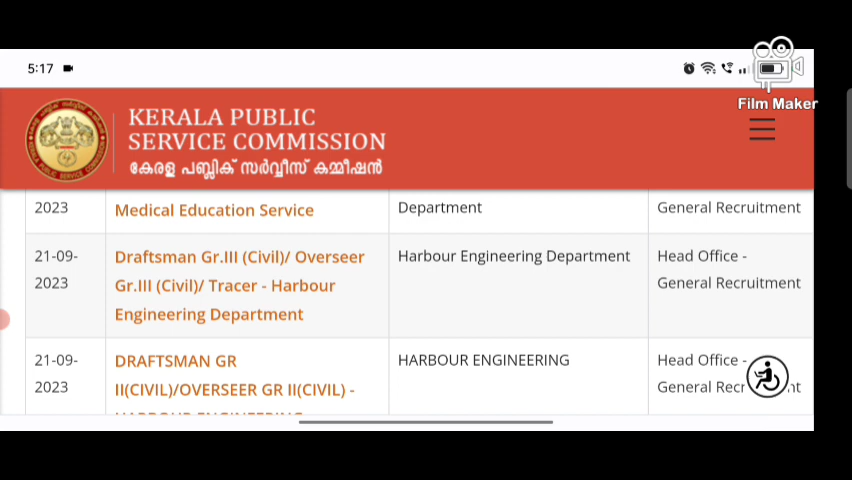 5:17
Film Maker
KERALA PUBLIC
SERVICE COMMISSION
കേരള പബ്ലിക് സർവ്വീസ് കമ്മീഷൻ
2023
Medical Education Service
Department
General Recruitment
21-09-
2023
Draftsman Gr.III (Civil)/ Overseer
Gr.III (Civil)/ Tracer - Harbour
Engineering Department
Harbour Engineering Department
Head Office -
General Recruitment
21-09-
2023
DRAFTSMAN GR
II(CIVIL)/OVERSEER GR II(CIVIL) -
HARBOUR ENGINEERING
HARBOUR ENGINEERING
Head Office -
General